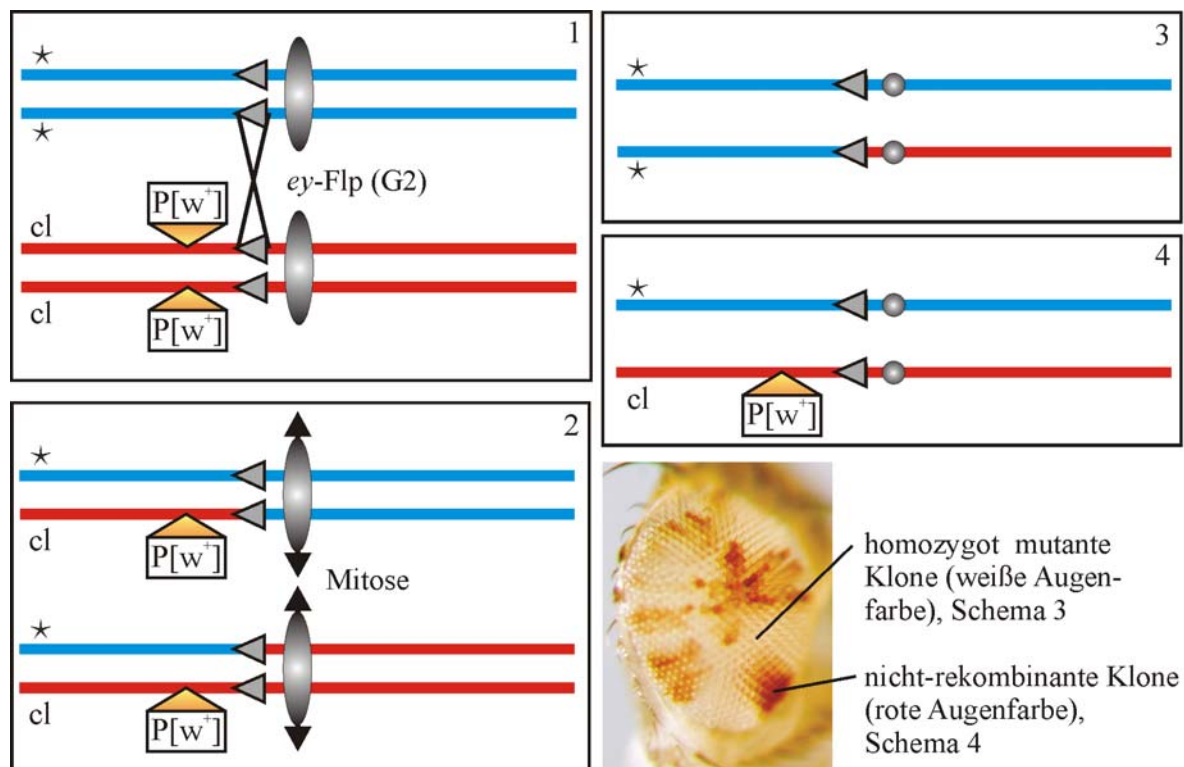 1
ey-Flp (G2)
P[w⁺]
cl
cl
P[w⁺]
2
cl
P[w⁺]
Mitose
cl
P[w⁺]
3
4
cl
P[w⁺]
homozygot mutante
Klone (weiße Augen-
farbe), Schema 3
nicht-rekombinante Klone
(rote Augenfarbe),
Schema 4